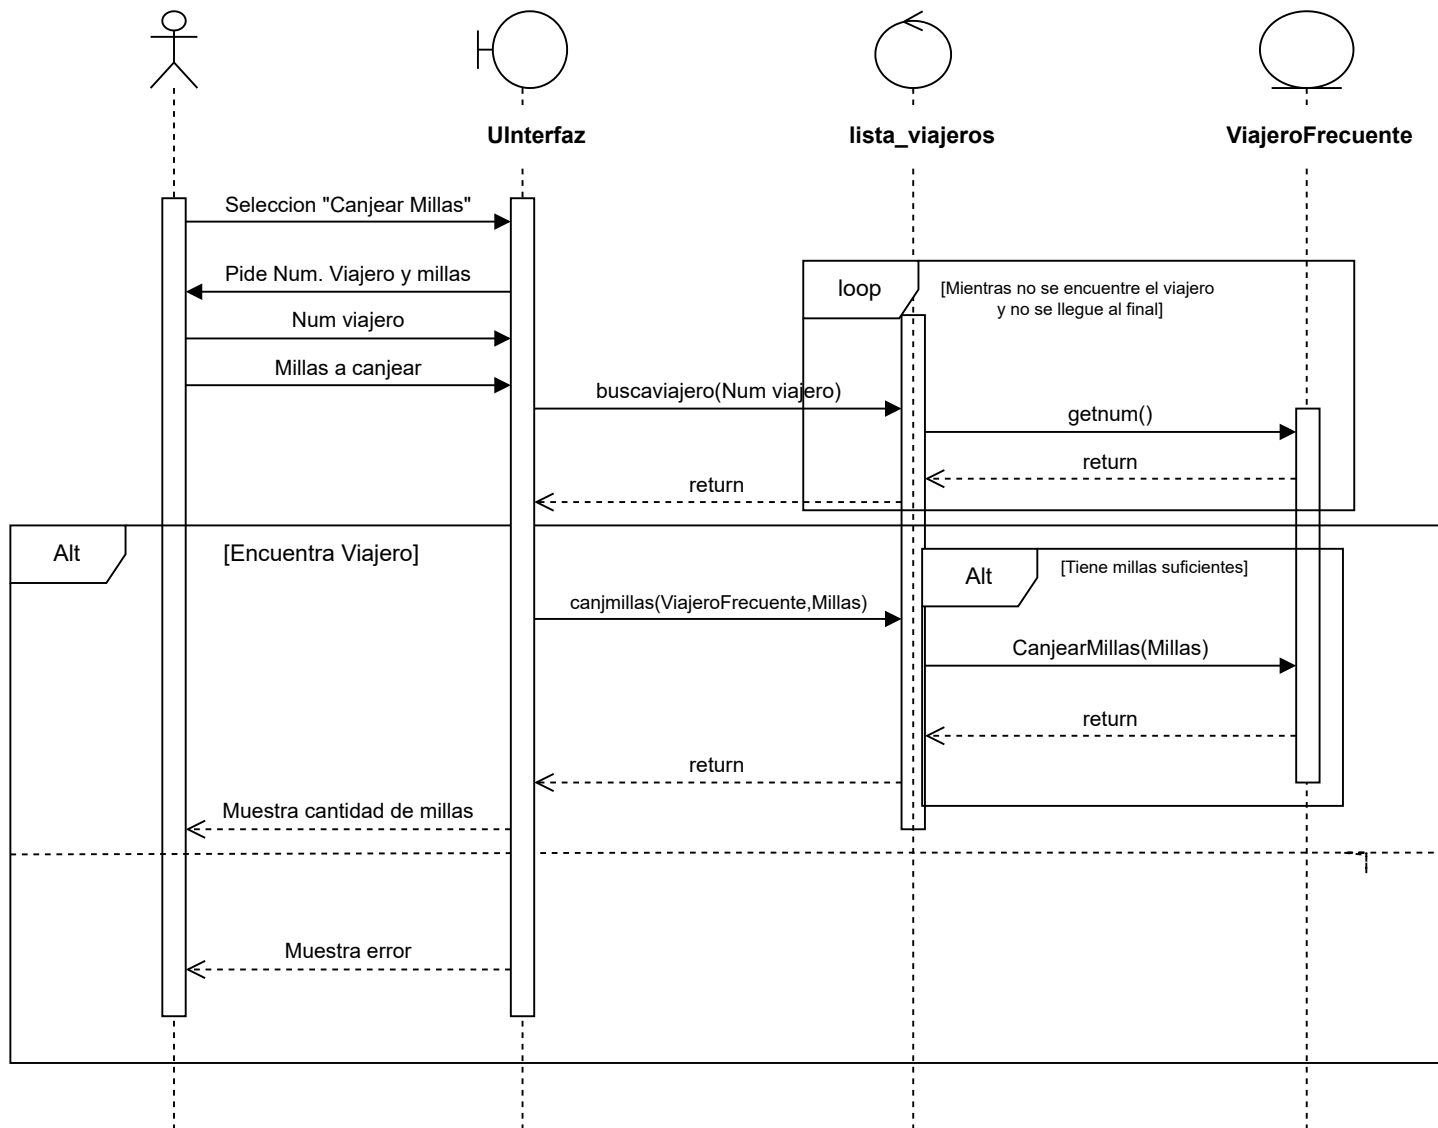 UInterfaz
lista_viajeros
ViajeroFrecuente
Seleccion "Canjear Millas"
Pide Num. Viajero y millas
loop
[Mientras no se encuentre el viajero
y no se llegue al final]
Num viajero
Millas a canjear
buscaviajero(Num viajero)
getnum()
return
return
Alt
[Encuentra Viajero]
Alt
[Tiene millas suficientes]
canjmillas(ViajeroFrecuente,Millas)
CanjearMillas(Millas)
return
return
Muestra cantidad de millas
Muestra error